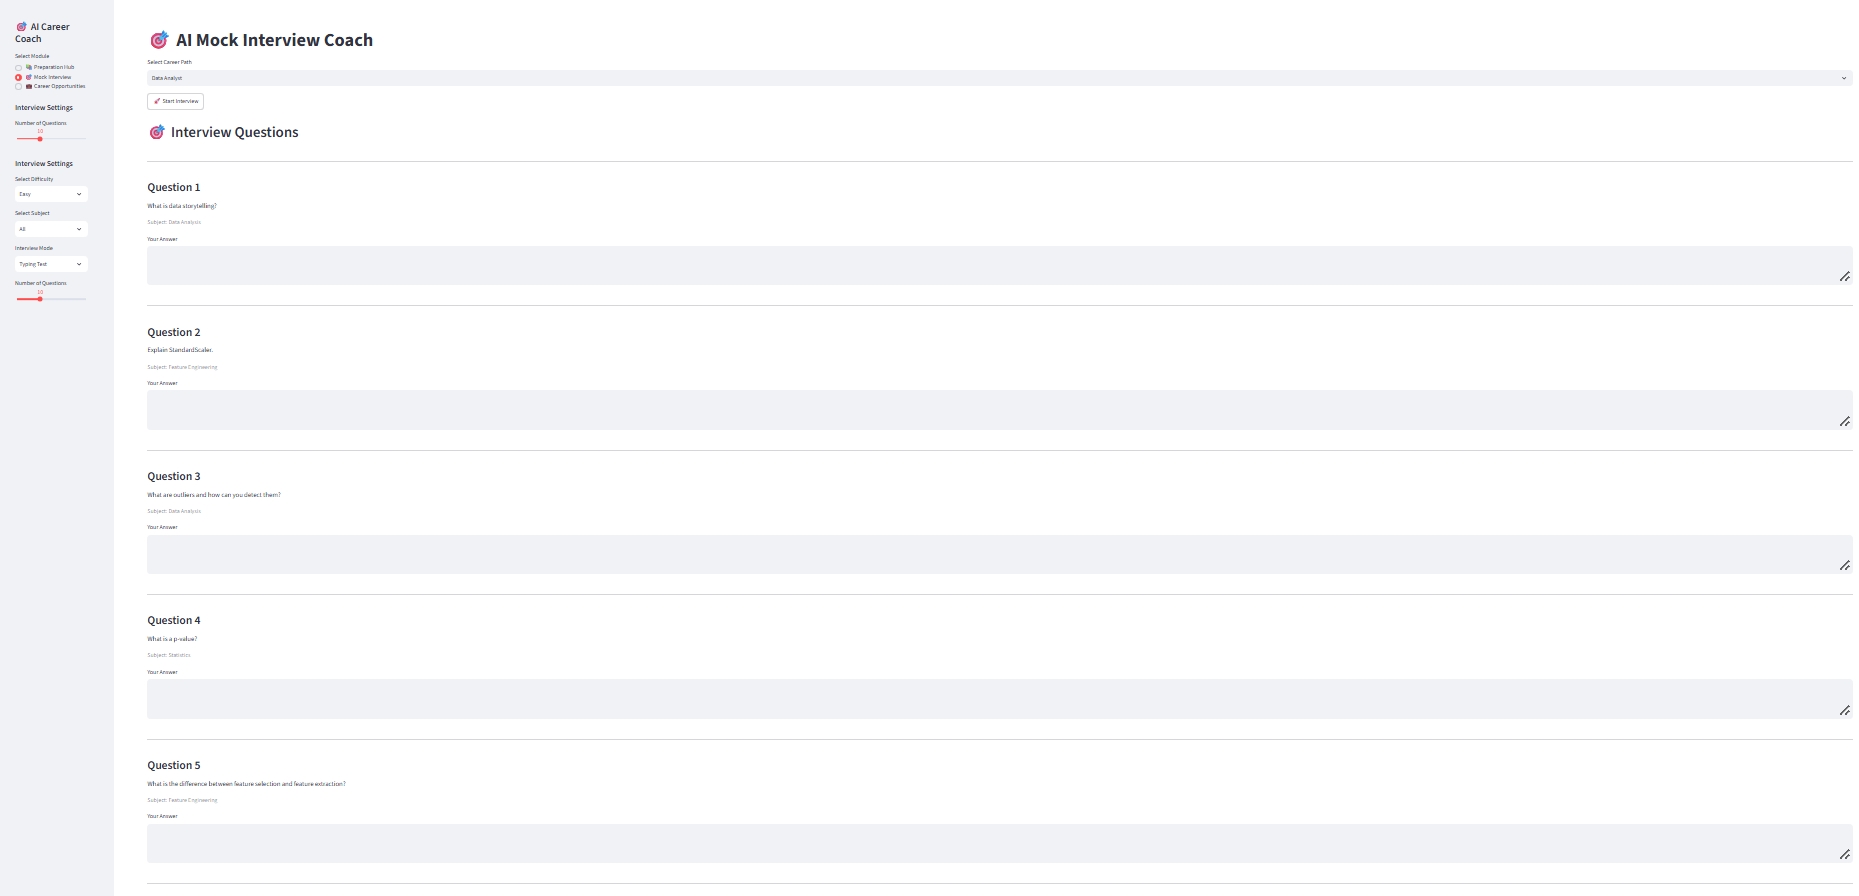 AI Career
Coach
Select Module
Preparation Hub
Mock Interview
Career Opportunities
Interview Settings
Number of Questions
10
Interview Settings
Select Difficulty
Easy
Select Subject
All
Interview Mode
Typing Test
Number of Questions
10
AI Mock Interview Coach
Select Career Path
Data Analyst
Start Interview
Interview Questions
Question 1
What is data storytelling?
Subject: Data Analysis
Your Answer
Question 2
Explain StandardScaler.
Subject: Feature Engineering
Your Answer
Question 3
What are outliers and how can you detect them?
Subject: Data Analysis
Your Answer
Question 4
What is a p-value?
Subject: Statistics
Your Answer
Question 5
What is the difference between feature selection and feature extraction?
Subject: Feature Engineering
Your Answer